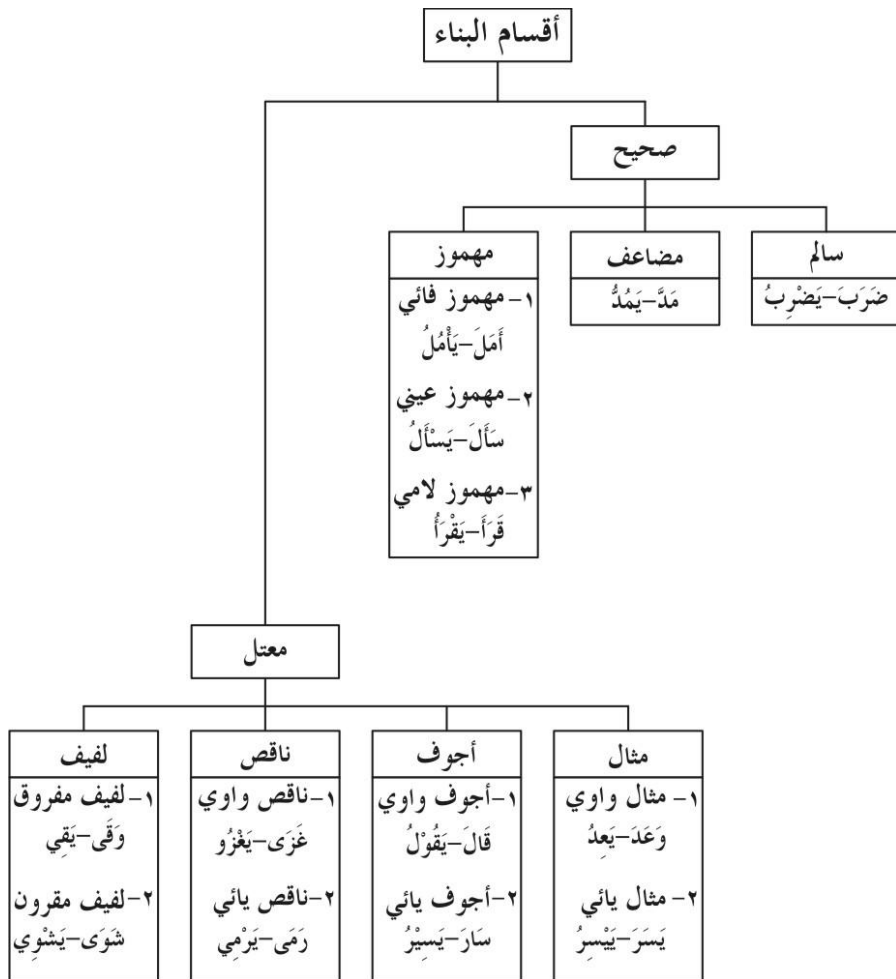 أقسام البناء
صحيح
سالم
ضَرَبَ–يَضْرِبُ
مضاعف
مَدَّ–يَمُدُّ
مهموز
١–مهموز فائي
أَمَلَ–يَأْمُلُ
٢–مهموز عيني
سَأَلَ–يَسْأَلُ
٣–مهموز لامي
قَرَأَ–يَقْرَأُ
معتل
مثال
١– مثال واوي
وَعَدَ–يَعِدُ
٢– مثال يائي
يَسَرَ–يَيْسِرُ
أجوف
١–أجوف واوي
قَالَ–يَقُوْلُ
٢–أجوف يائي
سَارَ–يَسِيْرُ
ناقص
١–ناقص واوي
غَزَى–يَغْزُو
٢–ناقص يائي
رَمَى–يَرْمِي
لفيف
١–لفيف مفروق
وَقَى–يَقِي
٢–لفيف مقرون
شَوَى–يَشْوِي